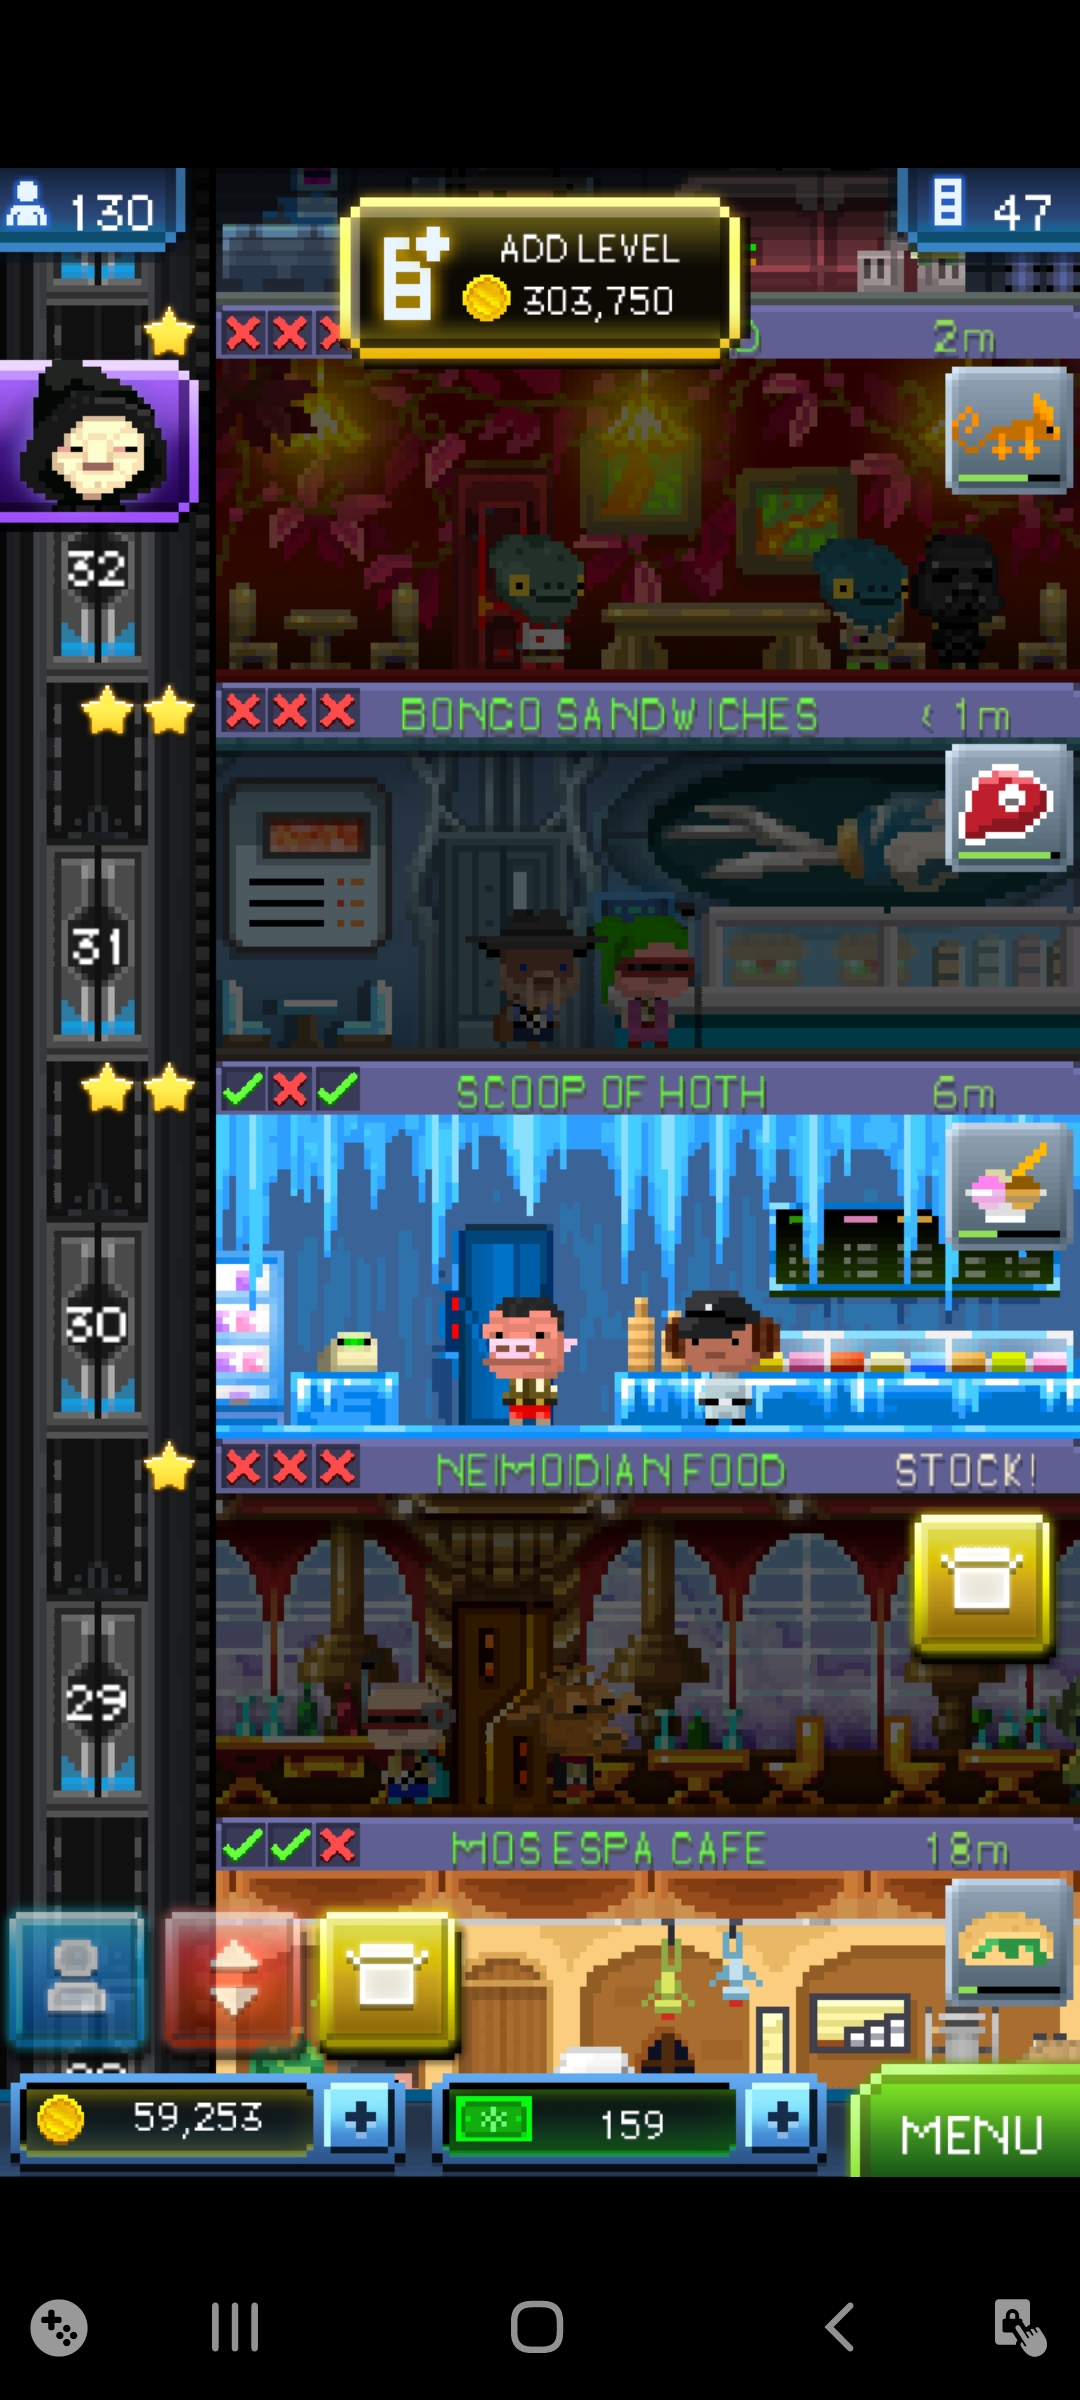 130
47
ADD LEVEL
303,750
2m
32
BONGO SANDWICHES < 1m
31
SCOOP OF HOTH 6m
30
NEIMOIDIAN FOOD STOCK!
29
MOS ESPA CAFE 18m
59,253
159
MENU